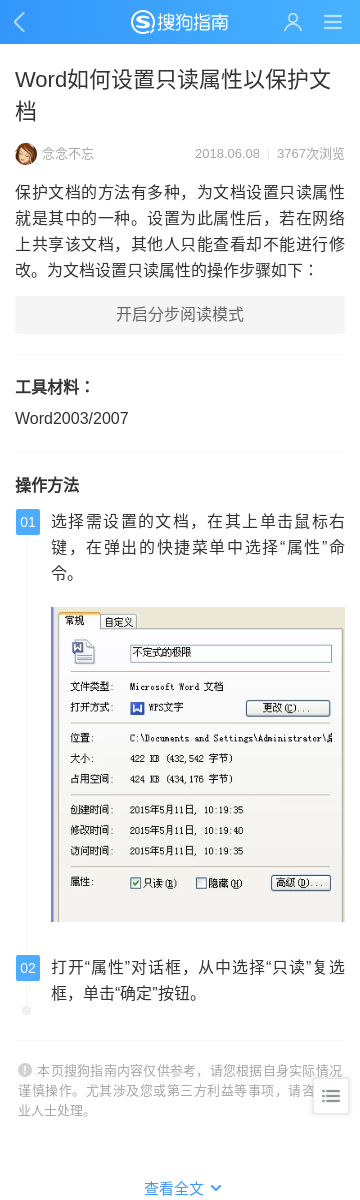 搜狗指南
Word如何设置只读属性以保护文
档
念念不忘
2018.06.08 | 3767次浏览
保护文档的方法有多种，为文档设置只读属性
就是其中的一种。设置为此属性后，若在网络
上共享该文档，其他人只能查看却不能进行修
改。为文档设置只读属性的操作步骤如下：
开启分步阅读模式
工具材料：
Word2003/2007
操作方法
01 选择需设置的文档，在其上单击鼠标右
键，在弹出的快捷菜单中选择“属性”命
令。
常规 自定义
不定式的极限
文件类型: Microsoft Word 文档
打开方式: WPS文字 更改(C)...
位置: C:\Documents and Settings\Administrator\
大小: 422 KB (432,542 字节)
占用空间: 424 KB (434,176 字节)
创建时间: 2015年5月11日, 10:19:35
修改时间: 2015年5月11日, 10:19:40
访问时间: 2015年5月11日, 10:19:35
属性: 只读(R) 隐藏(H) 高级(D)...
02 打开“属性”对话框，从中选择“只读”复选
框，单击“确定”按钮。
本页搜狗指南内容仅供参考，请您根据自身实际情况
谨慎操作。尤其涉及您或第三方利益等事项，请咨
业人士处理。
查看全文